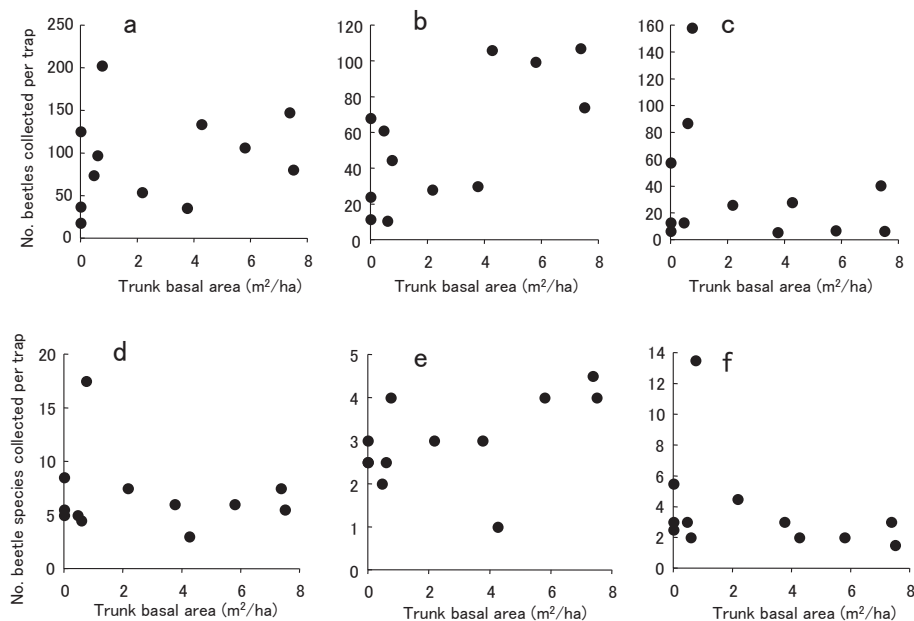 a
b
c
No. beetles collected per trap
250
200
150
100
50
0
0 2 4 6 8
Trunk basal area (m²/ha)
120
100
80
60
40
20
0
0 2 4 6 8
Trunk basal area (m²/ha)
160
140
120
100
80
60
40
20
0
0 2 4 6 8
Trunk basal area (m²/ha)
d
e
f
No. beetle species collected per trap
20
15
10
5
0
0 2 4 6 8
Trunk basal area (m²/ha)
5
4
3
2
1
0
0 2 4 6 8
Trunk basal area (m²/ha)
14
12
10
8
6
4
2
0
0 2 4 6 8
Trunk basal area (m²/ha)